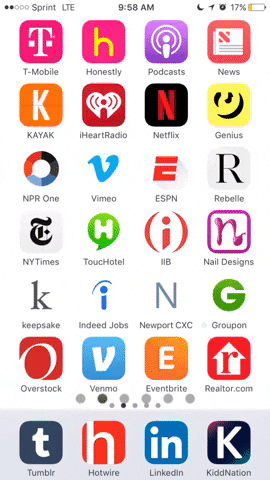 Sprint LTE 9:58 AM 17%
T h N
T-Mobile Honestly Podcasts News
K N
KAYAK iHeartRadio Netflix Genius
V E R
NPR One Vimeo ESPN Rebelle
T H i n
NYTimes ToucHotel IIB Nail Designs
k i N G
keepsake Indeed Jobs Newport CXC Groupon
O V E r
Overstock Venmo Eventbrite Realtor.com
t h in K
Tumblr Hotwire LinkedIn KiddNation